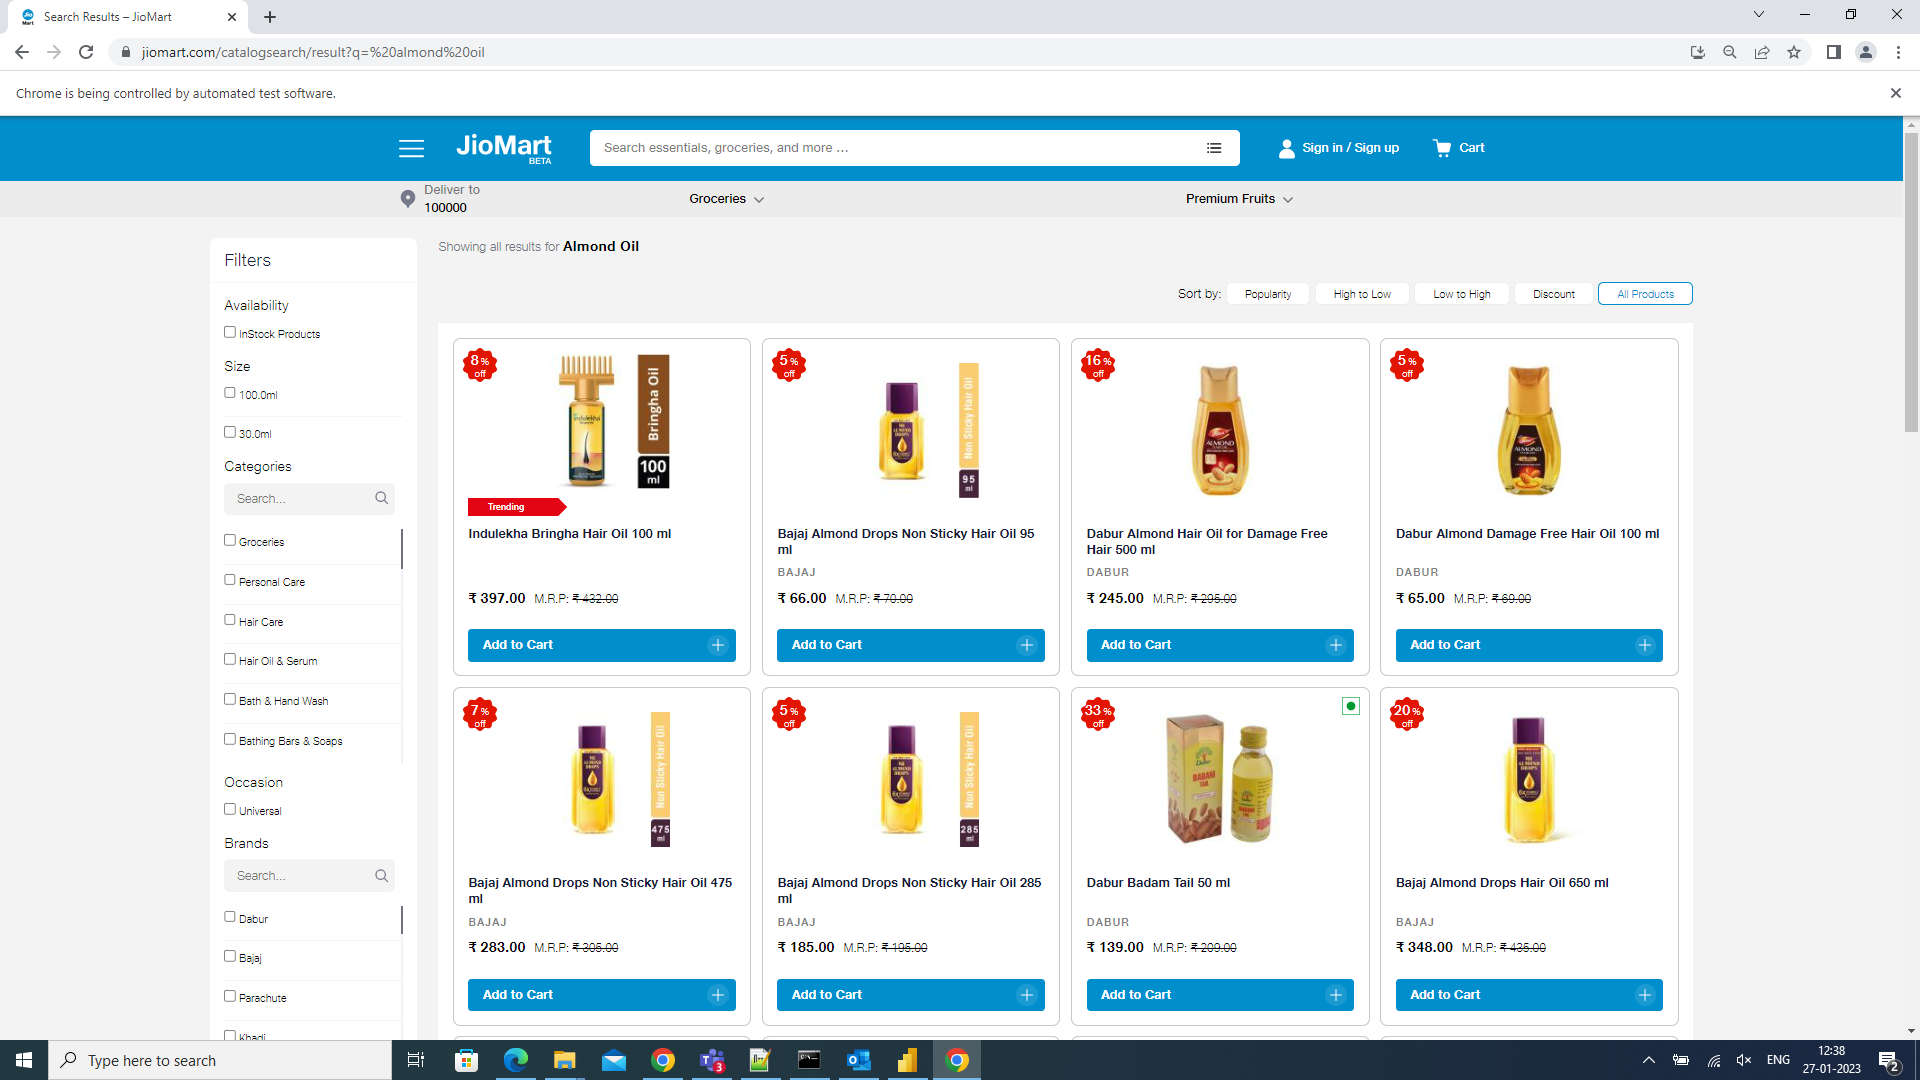 Search Results – JioMart
jiomart.com/catalogsearch/result?q=%20almond%20oil
Chrome is being controlled by automated test software.
JioMart
BETA
Search essentials, groceries, and more ...
Sign in / Sign up
Cart
Deliver to
100000
Groceries
Premium Fruits
Showing all results for Almond Oil
Sort by: Popularity High to Low Low to High Discount All Products
Filters
Availability
InStock Products
Size
100.0ml
30.0ml
Categories
Search...
Groceries
Personal Care
Hair Care
Hair Oil & Serum
Bath & Hand Wash
Bathing Bars & Soaps
Occasion
Universal
Brands
Search...
Dabur
Bajaj
Parachute
Khadi
8% off
Bringha Oil
100 ml
Trending
Indulekha Bringha Hair Oil 100 ml
₹ 397.00 M.R.P: ₹ 432.00
Add to Cart
5% off
Non Sticky Hair Oil
95 ml
Bajaj Almond Drops Non Sticky Hair Oil 95
ml
BAJAJ
₹ 66.00 M.R.P: ₹ 70.00
Add to Cart
16% off
ALMOND
Dabur Almond Hair Oil for Damage Free
Hair 500 ml
DABUR
₹ 245.00 M.R.P: ₹ 295.00
Add to Cart
5% off
ALMOND
Dabur Almond Damage Free Hair Oil 100 ml
DABUR
₹ 65.00 M.R.P: ₹ 69.00
Add to Cart
7% off
Non Sticky Hair Oil
475 ml
Bajaj Almond Drops Non Sticky Hair Oil 475
ml
BAJAJ
₹ 283.00 M.R.P: ₹ 305.00
Add to Cart
5% off
Non Sticky Hair Oil
285 ml
Bajaj Almond Drops Non Sticky Hair Oil 285
ml
BAJAJ
₹ 185.00 M.R.P: ₹ 195.00
Add to Cart
33% off
BADAM
TAIL
Dabur Badam Tail 50 ml
DABUR
₹ 139.00 M.R.P: ₹ 209.00
Add to Cart
20% off
ALMOND
DROPS
Bajaj Almond Drops Hair Oil 650 ml
BAJAJ
₹ 348.00 M.R.P: ₹ 435.00
Add to Cart
Type here to search
3
ENG
12:38
27-01-2023
2